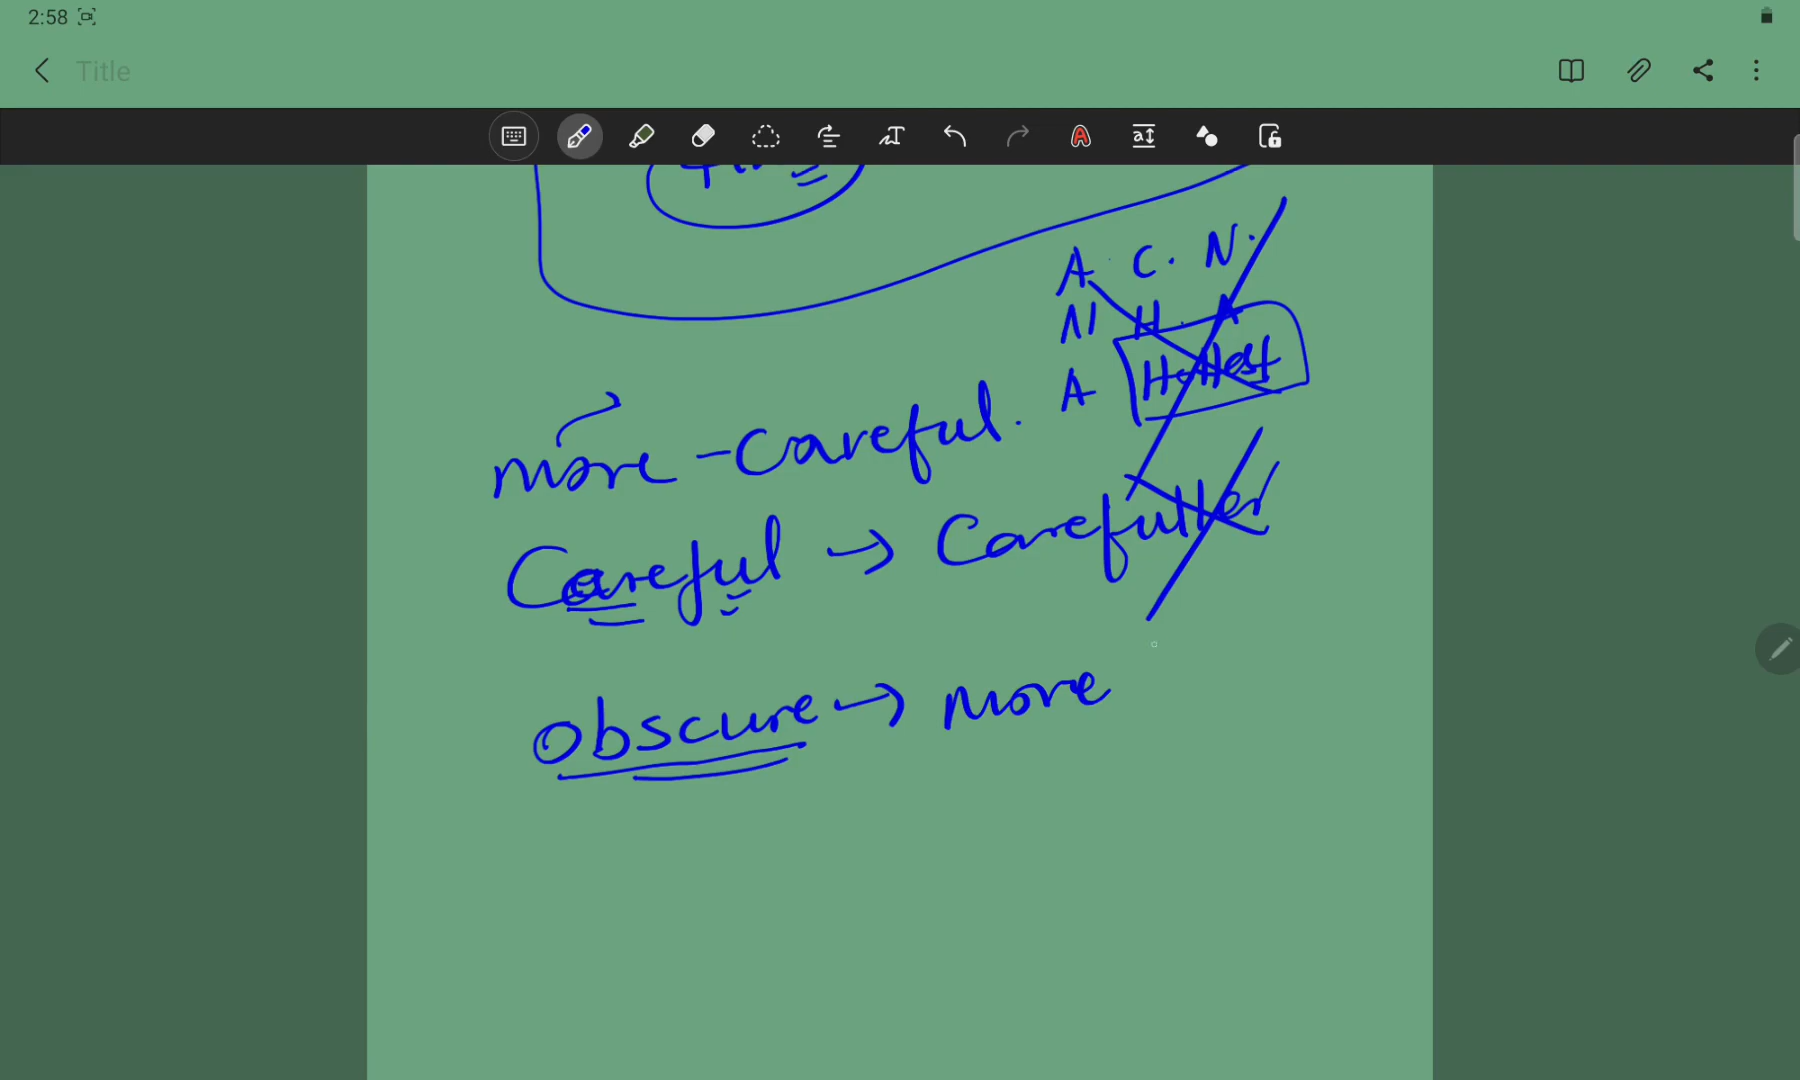 2:58
Title
A. C. N.
N H. A
A Hottest
more - Careful.
Careful → Carefuller
Obscure → More